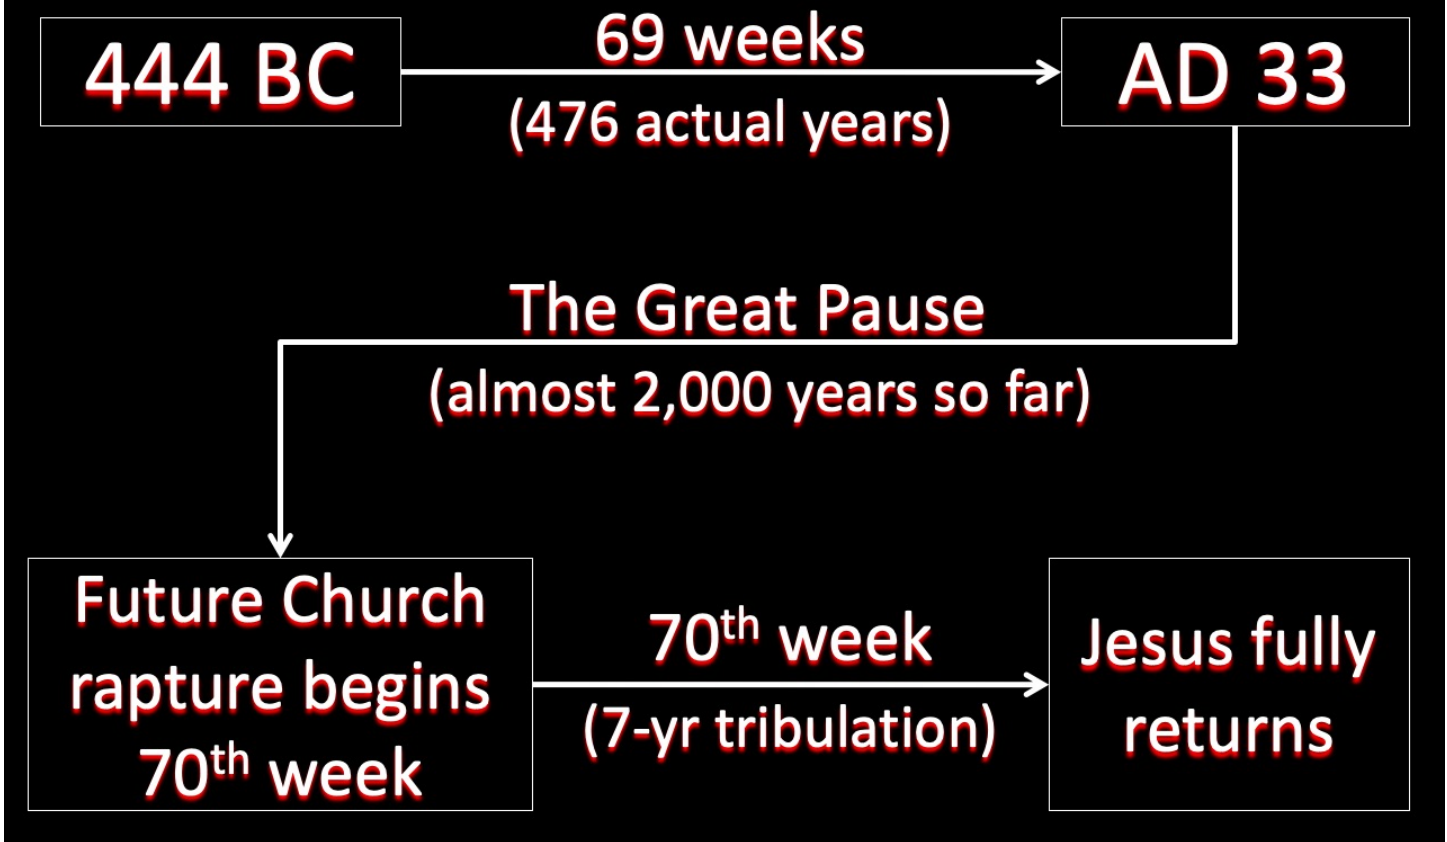 444 BC
69 weeks
(476 actual years)
AD 33
The Great Pause
(almost 2,000 years so far)
Future Church
rapture begins
70th week
70th week
(7-yr tribulation)
Jesus fully
returns